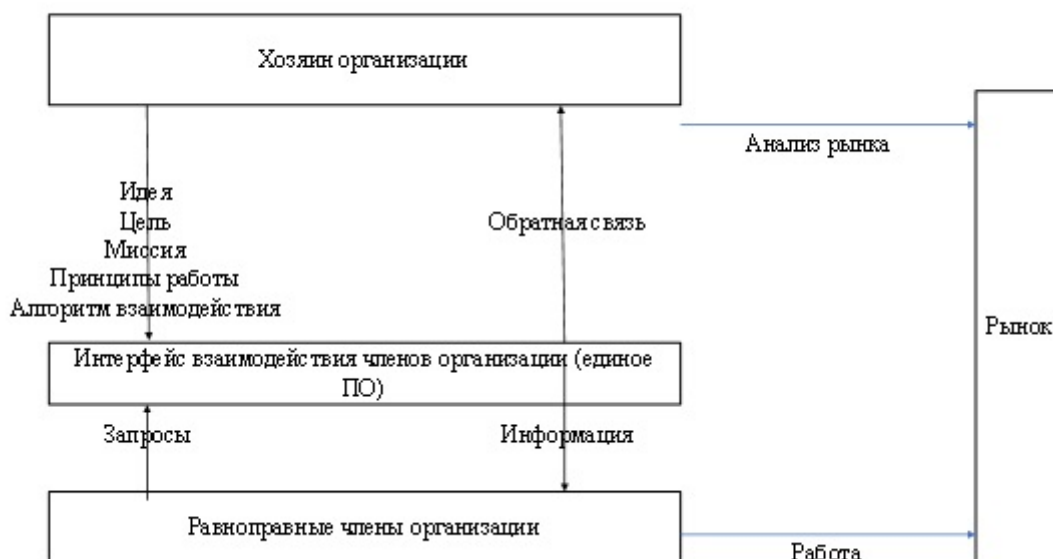 Хозяин организации
Анализ рынка
Идея
Цель
Миссия
Принципы работы
Алгоритм взаимодействия
Обратная связь
Рынок
Интерфейс взаимодействия членов организации (единое
ПО)
Запросы
Информация
Равноправные члены организации
Работа